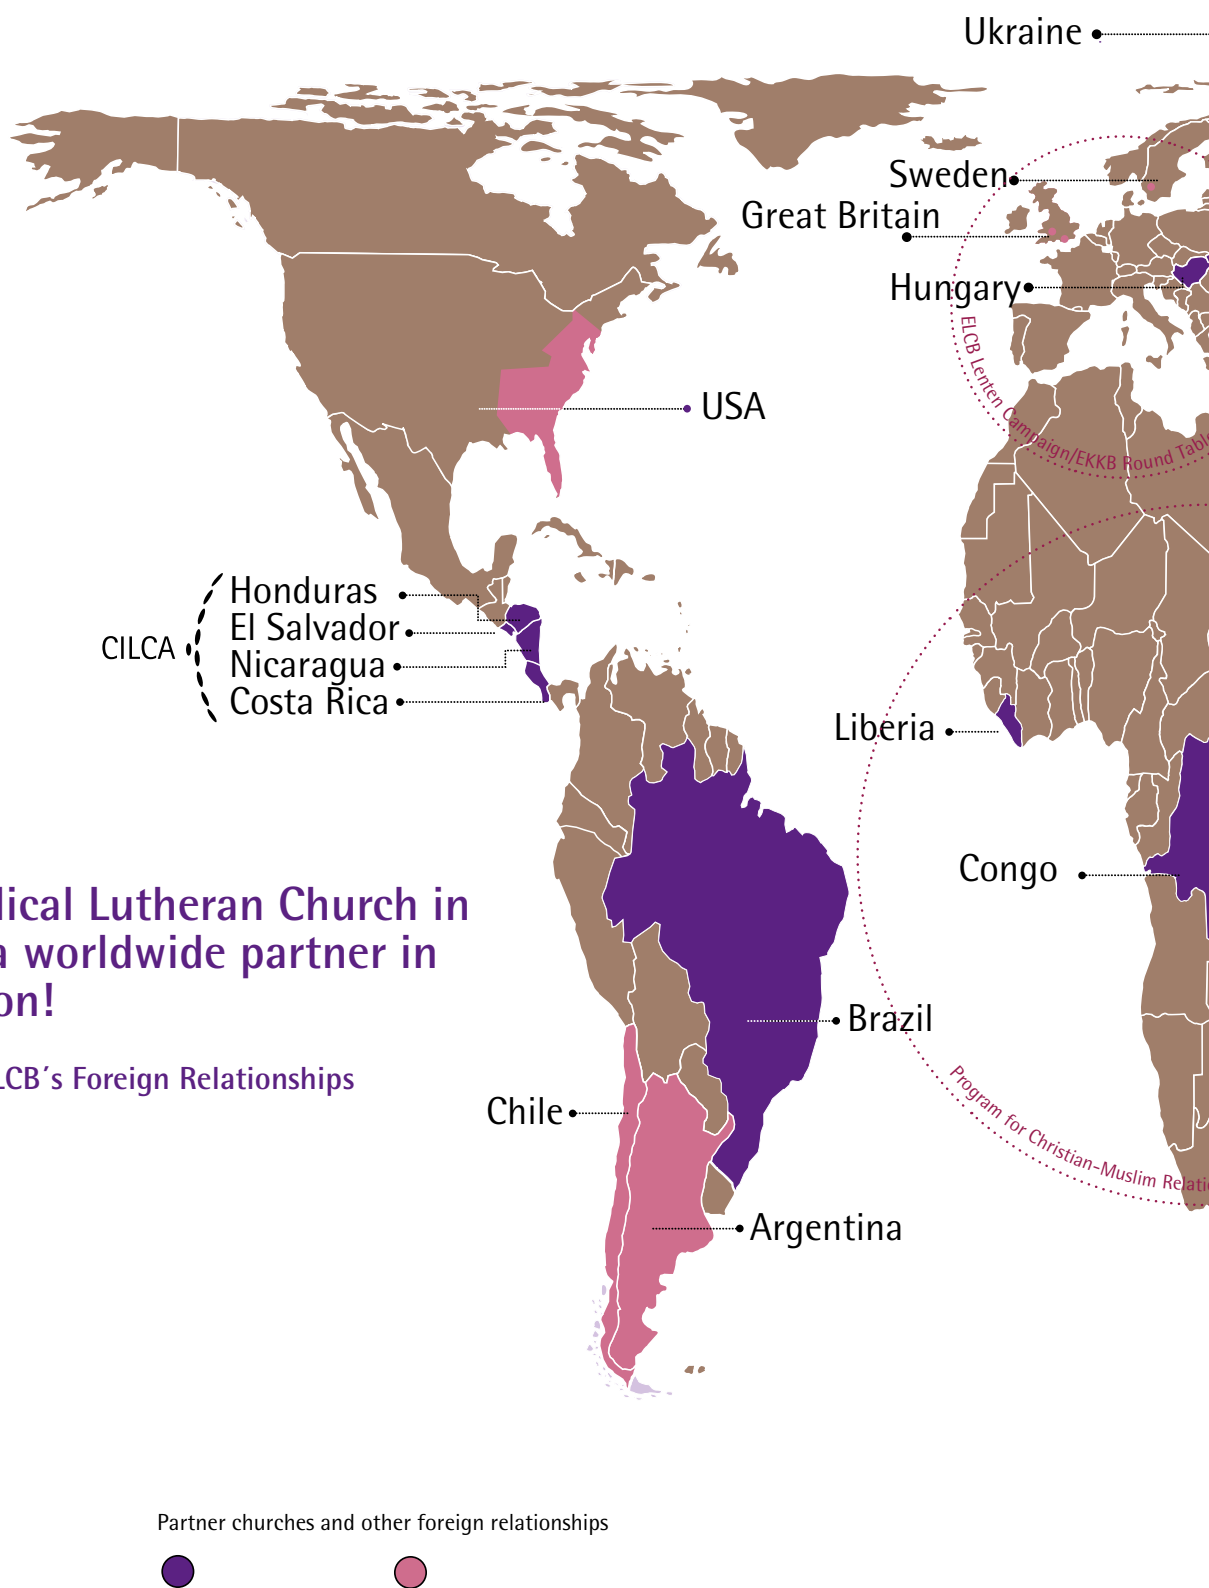 Ukraine
Sweden
Great Britain
Hungary
ELCB Lenten Campaign/EKKB Round Table
USA
Honduras
El Salvador
CILCA
Nicaragua
Costa Rica
Liberia
Congo
dical Lutheran Church in
a worldwide partner in
on!
LCB´s Foreign Relationships
Brazil
Chile
Program for Christian-Muslim Relati
Argentina
Partner churches and other foreign relationships